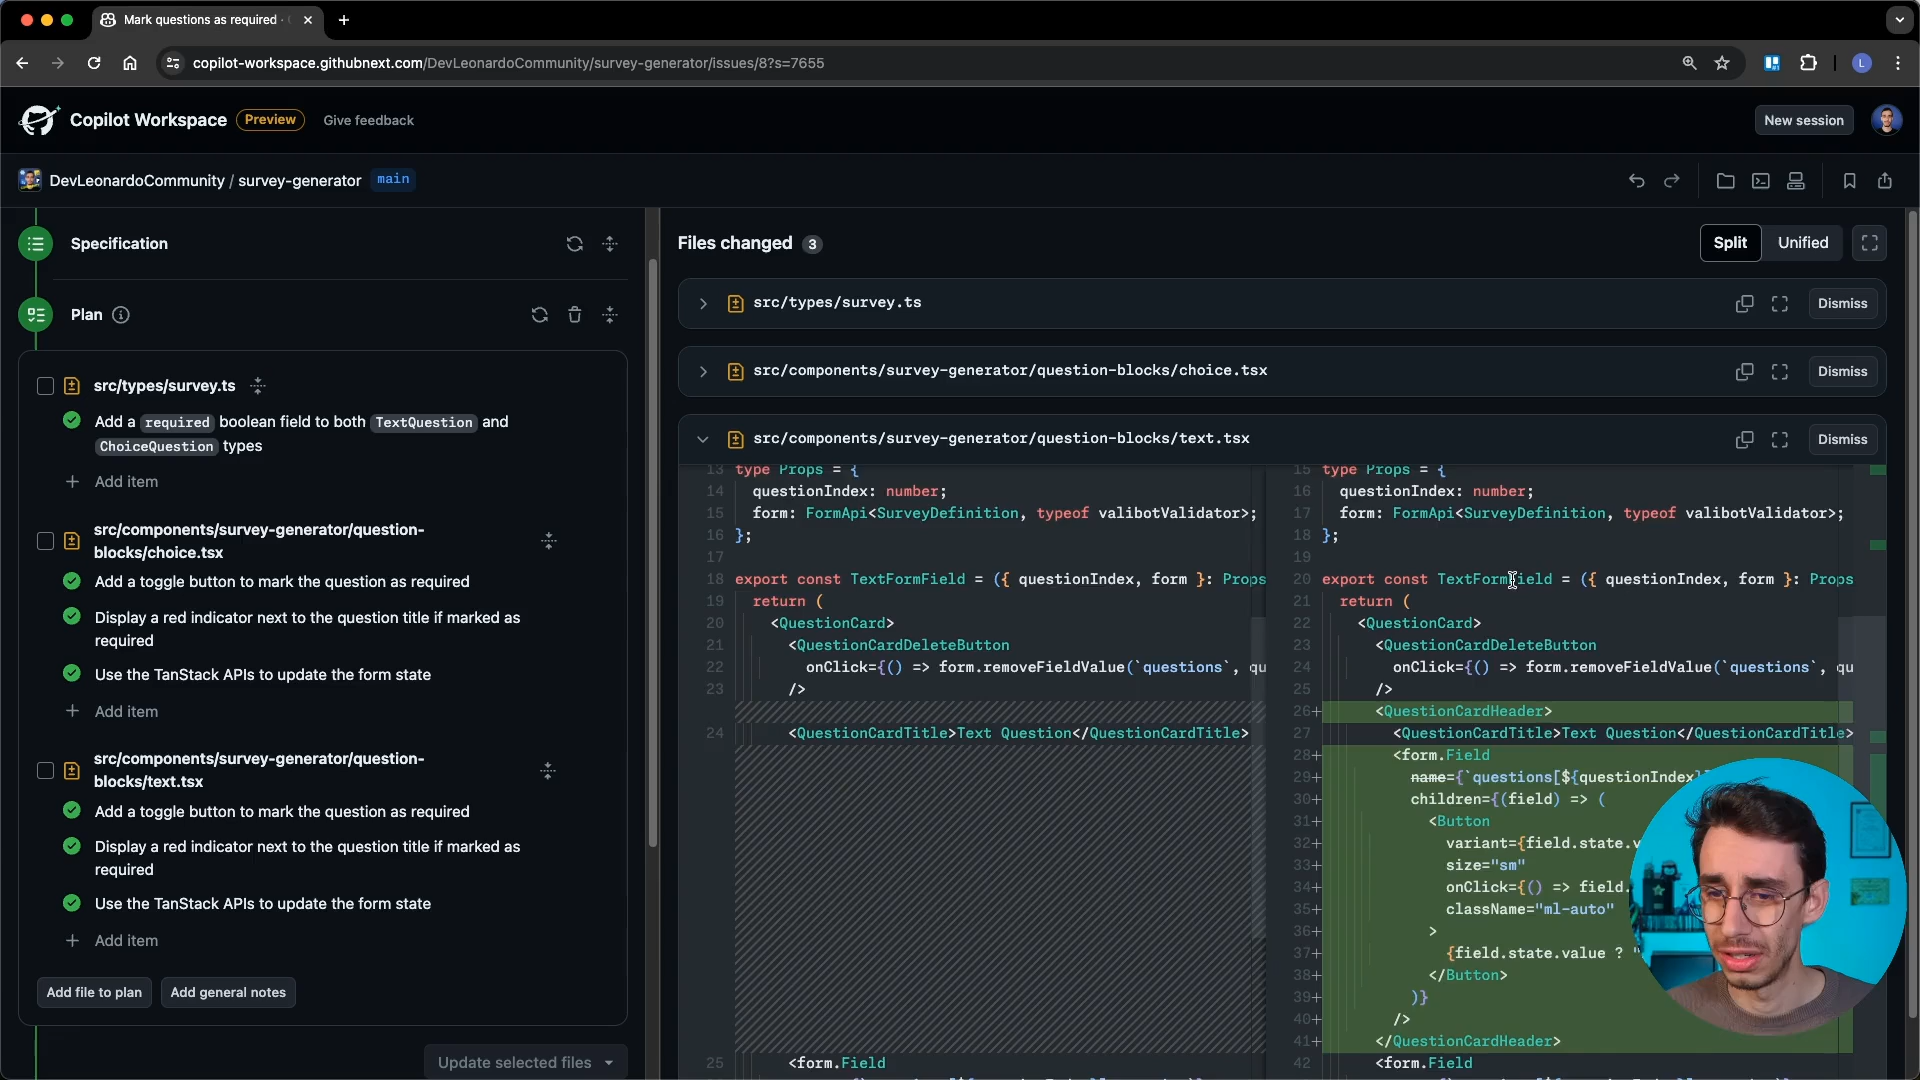 Mark questions as required ·
copilot-workspace.githubnext.com/DevLeonardoCommunity/survey-generator/issues/8?s=7655
L
Copilot Workspace Preview Give feedback
New session
DevLeonardoCommunity / survey-generator main
Specification
Plan
src/types/survey.ts
Add a required boolean field to both TextQuestion and
ChoiceQuestion types
Add item
src/components/survey-generator/question-
blocks/choice.tsx
Add a toggle button to mark the question as required
Display a red indicator next to the question title if marked as
required
Use the TanStack APIs to update the form state
Add item
src/components/survey-generator/question-
blocks/text.tsx
Add a toggle button to mark the question as required
Display a red indicator next to the question title if marked as
required
Use the TanStack APIs to update the form state
Add item
Add file to plan Add general notes
Update selected files
Files changed 3
Split Unified
src/types/survey.ts
Dismiss
src/components/survey-generator/question-blocks/choice.tsx
Dismiss
src/components/survey-generator/question-blocks/text.tsx
Dismiss
13 type Props = {
14 questionIndex: number;
15 form: FormApi<SurveyDefinition, typeof valibotValidator>;
16 };
17
18 export const TextFormField = ({ questionIndex, form }: Props
19 return (
20 <QuestionCard>
21 <QuestionCardDeleteButton
22 onClick={() => form.removeFieldValue(`questions`, qu
23 />
24 <QuestionCardTitle>Text Question</QuestionCardTitle>
25 <form.Field
15 type Props = {
16 questionIndex: number;
17 form: FormApi<SurveyDefinition, typeof valibotValidator>;
18 };
19
20 export const TextFormField = ({ questionIndex, form }: Props
21 return (
22 <QuestionCard>
23 <QuestionCardDeleteButton
24 onClick={() => form.removeFieldValue(`questions`, qu
25 />
26+ <QuestionCardHeader>
27 <QuestionCardTitle>Text Question</QuestionCardTitle>
28+ <form.Field
29+ name={`questions[${questionIndex}]
30+ children={(field) => (
31+ <Button
32+ variant={field.state.v
33+ size="sm"
34+ onClick={() => field.
35+ className="ml-auto"
36+ >
37+ {field.state.value ? "
38+ </Button>
39+ )}
40+ />
41+ </QuestionCardHeader>
42 <form.Field